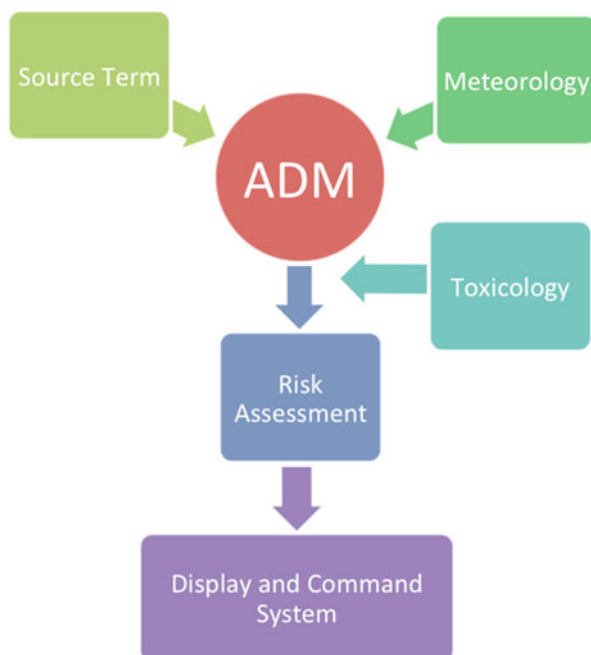 Source Term
Meteorology
ADM
Toxicology
Risk
Assessment
Display and Command
System